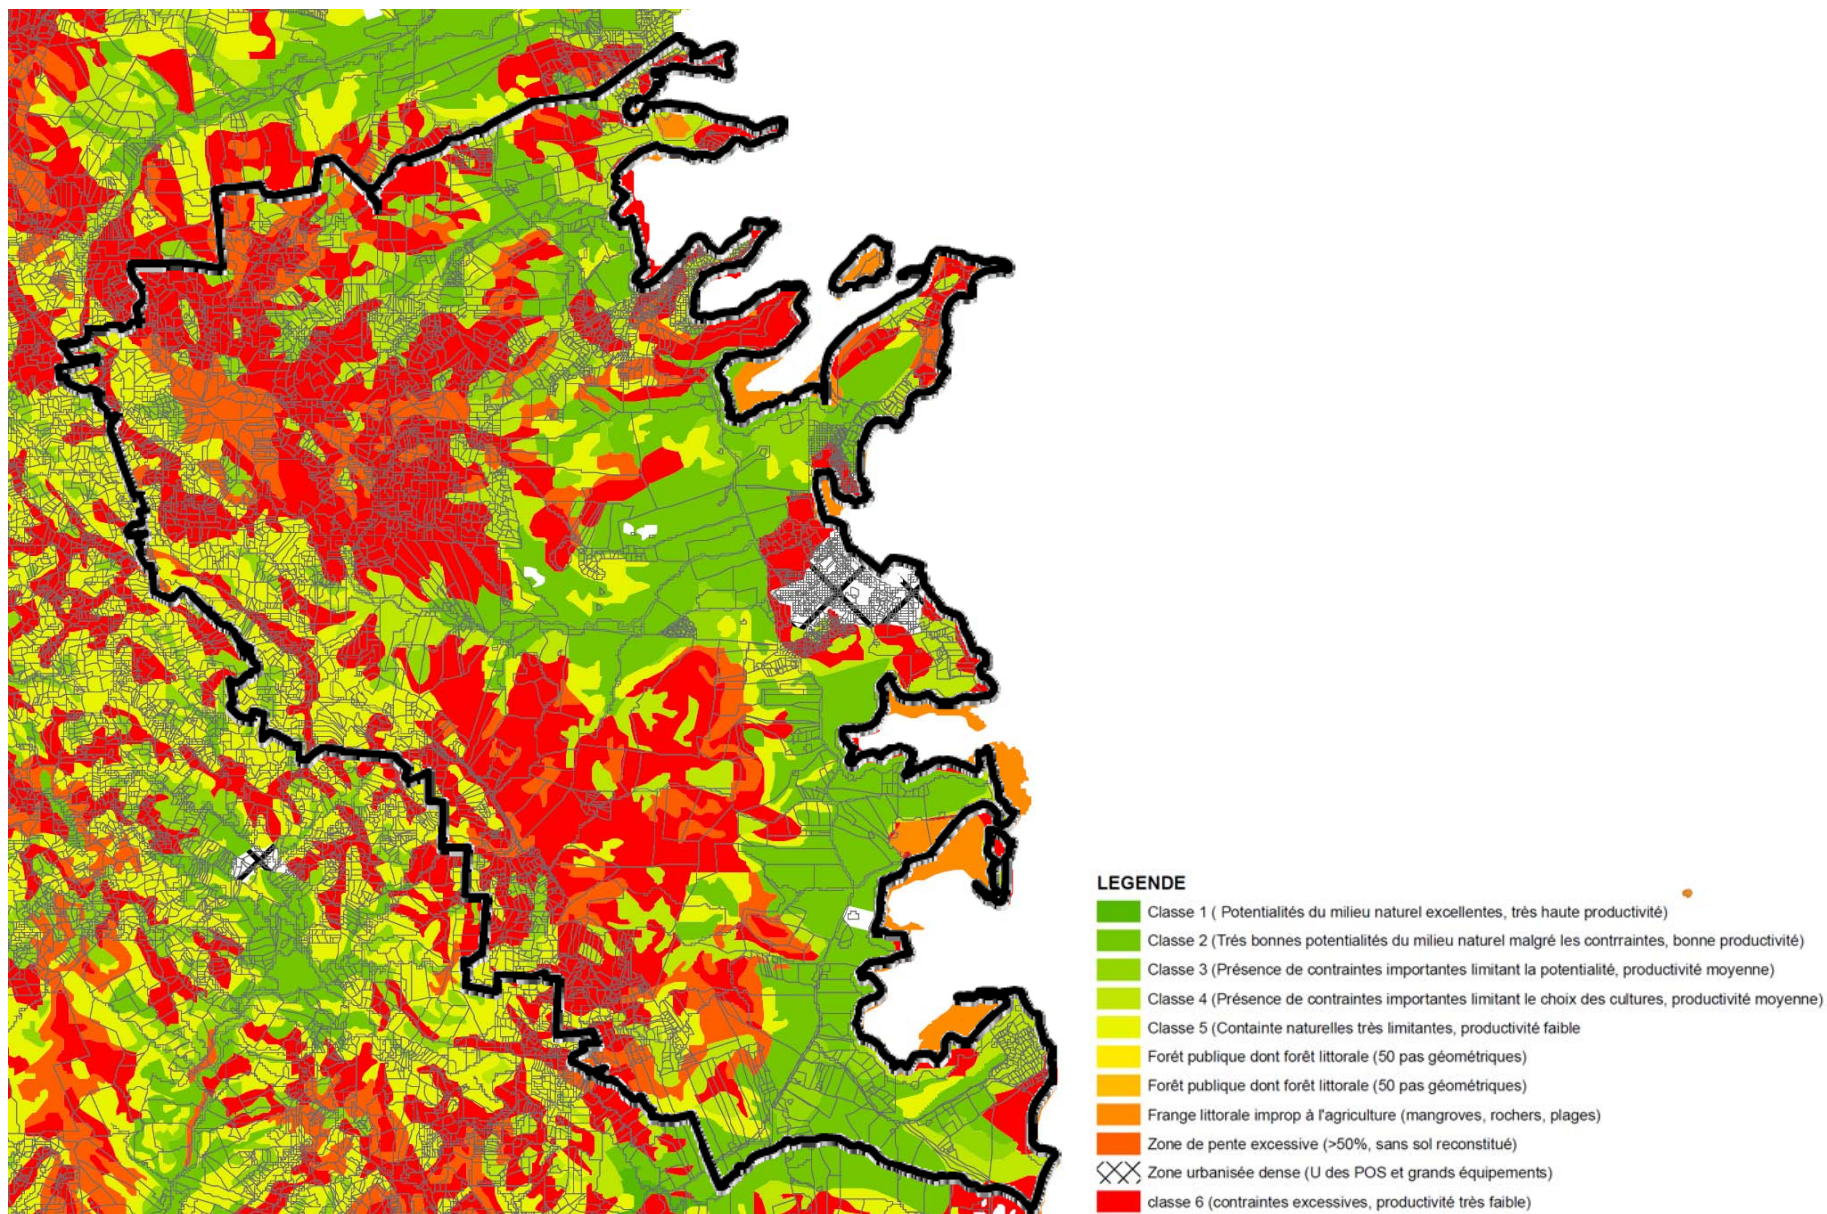 LEGENDE
Classe 1 ( Potentialités du milieu naturel excellentes, très haute productivité)
Classe 2 (Trés bonnes potentialités du milieu naturel malgré les contrraintes, bonne productivité)
Classe 3 (Présence de contraintes importantes limitant la potentialité, productivité moyenne)
Classe 4 (Présence de contraintes importantes limitant le choix des cultures, productivité moyenne)
Classe 5 (Containte naturelles très limitantes, productivité faible
Forêt publique dont forêt littorale (50 pas géométriques)
Forêt publique dont forêt littorale (50 pas géométriques)
Frange littorale improp à l'agriculture (mangroves, rochers, plages)
Zone de pente excessive (>50%, sans sol reconstitué)
Zone urbanisée dense (U des POS et grands équipements)
classe 6 (contraintes excessives, productivité très faible)